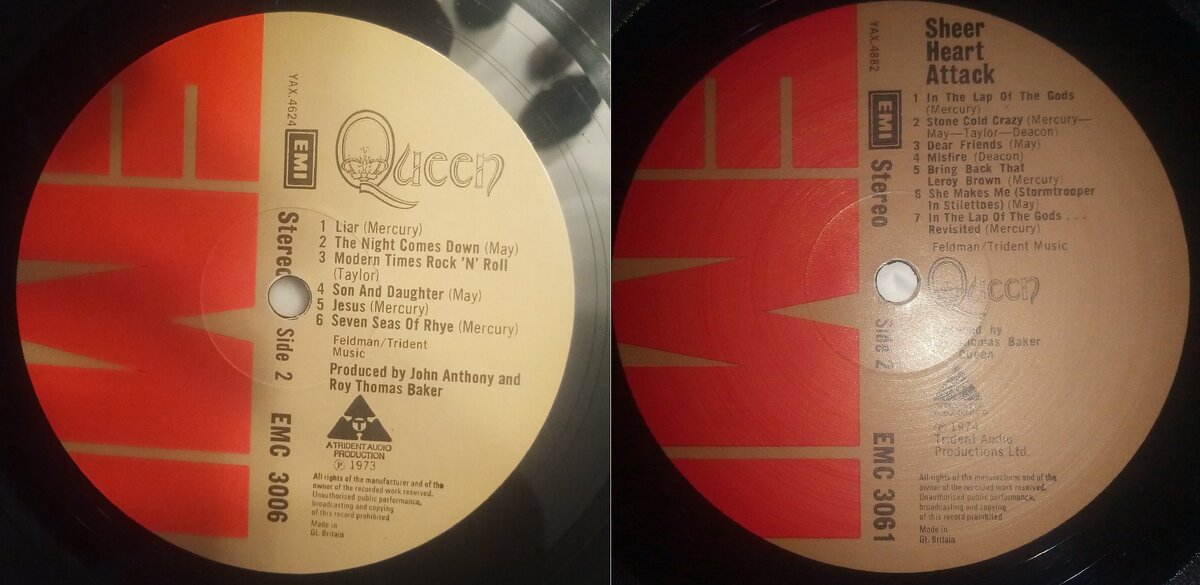 YAX.4624
EMI
Queen
Stereo
1 Liar (Mercury)
2 The Night Comes Down (May)
3 Modern Times Rock 'N' Roll
(Taylor)
4 Son And Daughter (May)
5 Jesus (Mercury)
6 Seven Seas Of Rhye (Mercury)
Feldman/Trident
Music
Side 2
Produced by John Anthony and
Roy Thomas Baker
T
A TRIDENT AUDIO
PRODUCTION
Ⓟ 1973
EMC 3006
All rights of the manufacturer and of the
owner of the recorded work reserved.
Unauthorised public performance,
broadcasting and copying
of this record prohibited
Made in
Gt. Britain
EMI
YAX.4882
Sheer
Heart
Attack
EMI
Stereo
1 In The Lap Of The Gods
(Mercury)
2 Stone Cold Crazy (Mercury—
May—Taylor—Deacon)
3 Dear Friends (May)
4 Misfire (Deacon)
5 Bring Back That
Leroy Brown (Mercury)
6 She Makes Me (Stormtrooper
In Stilettoes) (May)
7 In The Lap Of The Gods . . .
Revisited (Mercury)
Feldman/Trident Music
Queen
Side 2
by
Thomas Baker
Queen
Ⓟ 1974
Trident Audio
Productions Ltd.
EMC 3061
All rights of the manufacturer and of the
owner of the recorded work reserved.
Unauthorised public performance,
broadcasting and copying
of this record prohibited
Made in
Gt. Britain
EMI